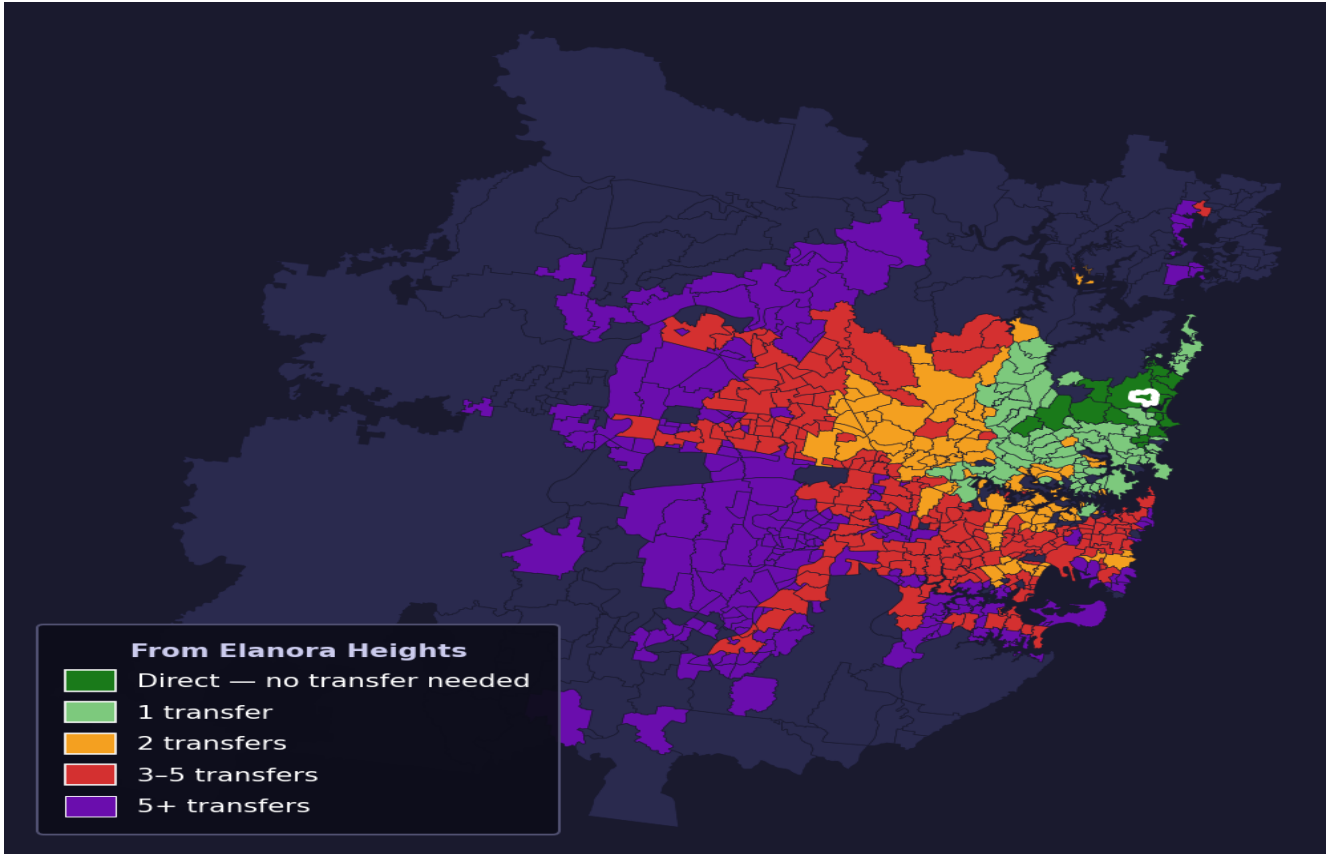 From Elanora Heights
Direct — no transfer needed
1 transfer
2 transfers
3–5 transfers
5+ transfers